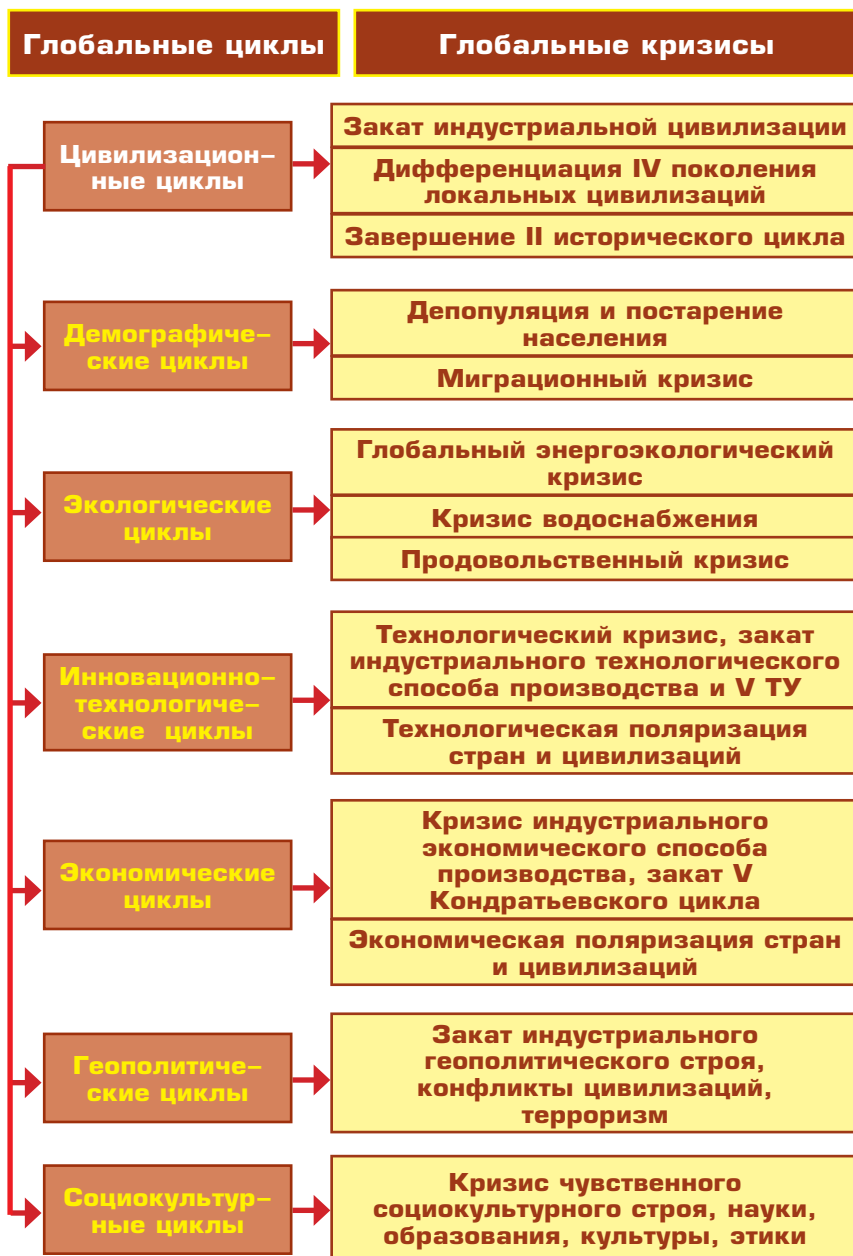 Глобальные циклы
Глобальные кризисы
Цивилизацион–
ные циклы
Закат индустриальной цивилизации
Дифференциация IV поколения
локальных цивилизаций
Завершение II исторического цикла
Демографиче–
ские циклы
Депопуляция и постарение
населения
Миграционный кризис
Экологические
циклы
Глобальный энергоэкологический
кризис
Кризис водоснабжения
Продовольственный кризис
Инновационно-
технологиче–
ские циклы
Технологический кризис, закат
индустриального технологического
способа производства и V ТУ
Технологическая поляризация
стран и цивилизаций
Экономические
циклы
Кризис индустриального
экономического способа
производства, закат V
Кондратьевского цикла
Экономическая поляризация стран
и цивилизаций
Геополитиче–
ские циклы
Закат индустриального
геополитического строя,
конфликты цивилизаций,
терроризм
Социокультур–
ные циклы
Кризис чувственного
социокультурного строя, науки,
образования, культуры, этики